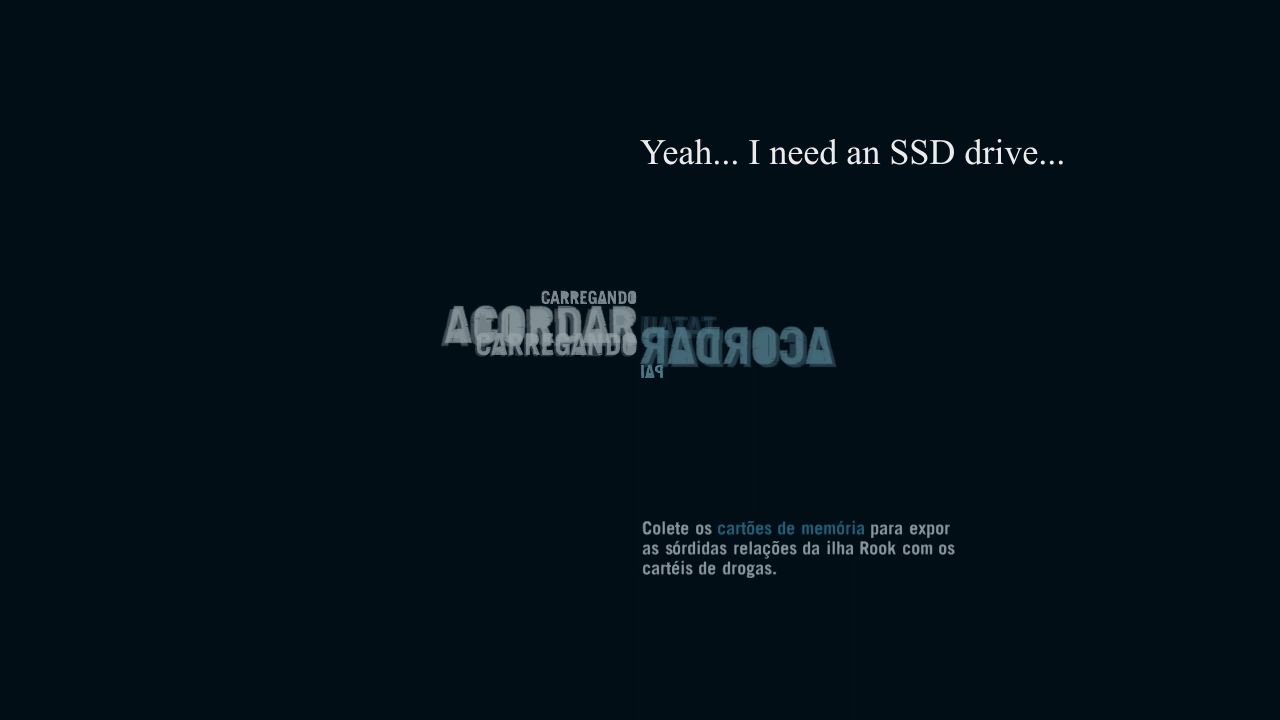 Yeah... I need an SSD drive...
CARREGANDO
ACORDAR
CARREGANDO
ACORDAR
PAI
Colete os cartões de memória para expor
as sórdidas relações da ilha Rook com os
cartéis de drogas.